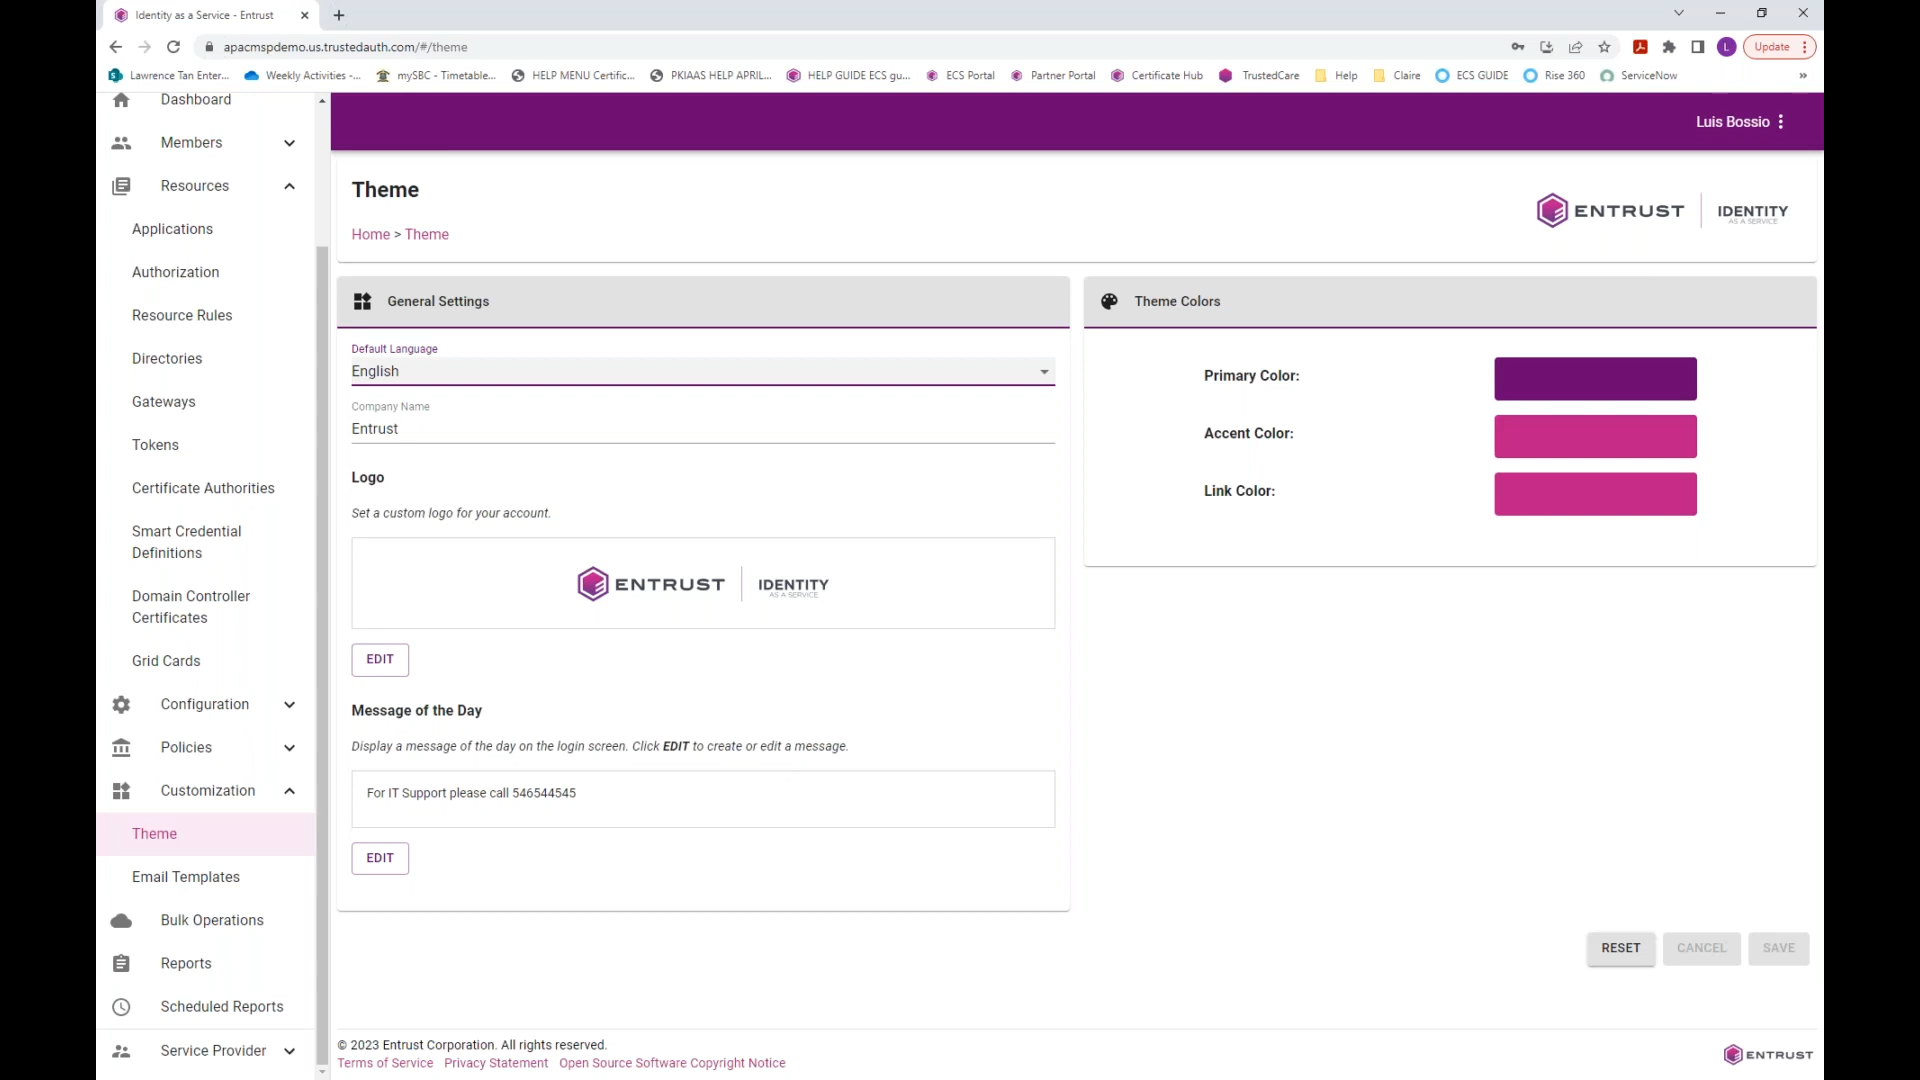 Identity as a Service - Entrust
apacmspdemo.us.trustedauth.com/#/theme
L
Update
Lawrence Tan Enter...
Weekly Activities -...
mySBC - Timetable...
HELP MENU Certific...
PKIAAS HELP APRIL...
HELP GUIDE ECS gu...
ECS Portal
Partner Portal
Certificate Hub
TrustedCare
Help
Claire
ECS GUIDE
Rise 360
ServiceNow
»
Dashboard
Members
Resources
Applications
Authorization
Resource Rules
Directories
Gateways
Tokens
Certificate Authorities
Smart Credential
Definitions
Domain Controller
Certificates
Grid Cards
Configuration
Policies
Customization
Theme
Email Templates
Bulk Operations
Reports
Scheduled Reports
Service Provider
Luis Bossio
Theme
Home > Theme
ENTRUST
IDENTITY
AS A SERVICE
General Settings
Default Language
English
Company Name
Entrust
Logo
Set a custom logo for your account.
ENTRUST
IDENTITY
AS A SERVICE
EDIT
Message of the Day
Display a message of the day on the login screen. Click EDIT to create or edit a message.
For IT Support please call 546544545
EDIT
Theme Colors
Primary Color:
Accent Color:
Link Color:
RESET
CANCEL
SAVE
© 2023 Entrust Corporation. All rights reserved.
Terms of Service Privacy Statement Open Source Software Copyright Notice
ENTRUST